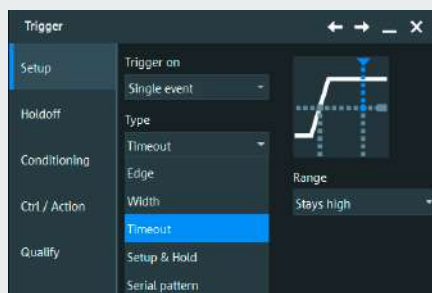 Trigger
Setup
Holdoff
Conditioning
Ctrl / Action
Qualify
Trigger on
Single event
Type
Timeout
Edge
Width
Timeout
Setup & Hold
Serial pattern
Range
Stays high